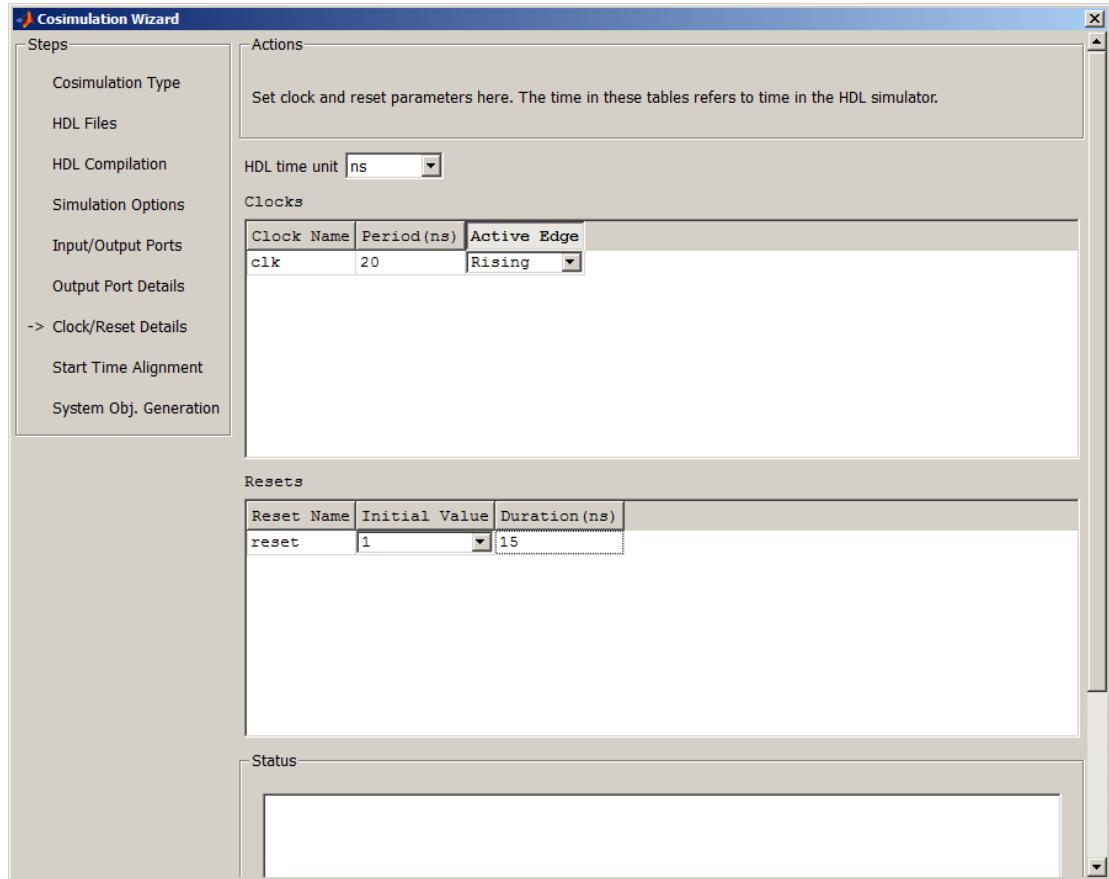 Cosimulation Wizard
Steps
Cosimulation Type
HDL Files
HDL Compilation
Simulation Options
Input/Output Ports
Output Port Details
-> Clock/Reset Details
Start Time Alignment
System Obj. Generation
Actions
Set clock and reset parameters here. The time in these tables refers to time in the HDL simulator.
HDL time unit ns
Clocks
Clock Name Period(ns) Active Edge
clk 20 Rising
Resets
Reset Name Initial Value Duration(ns)
reset 1 15
Status